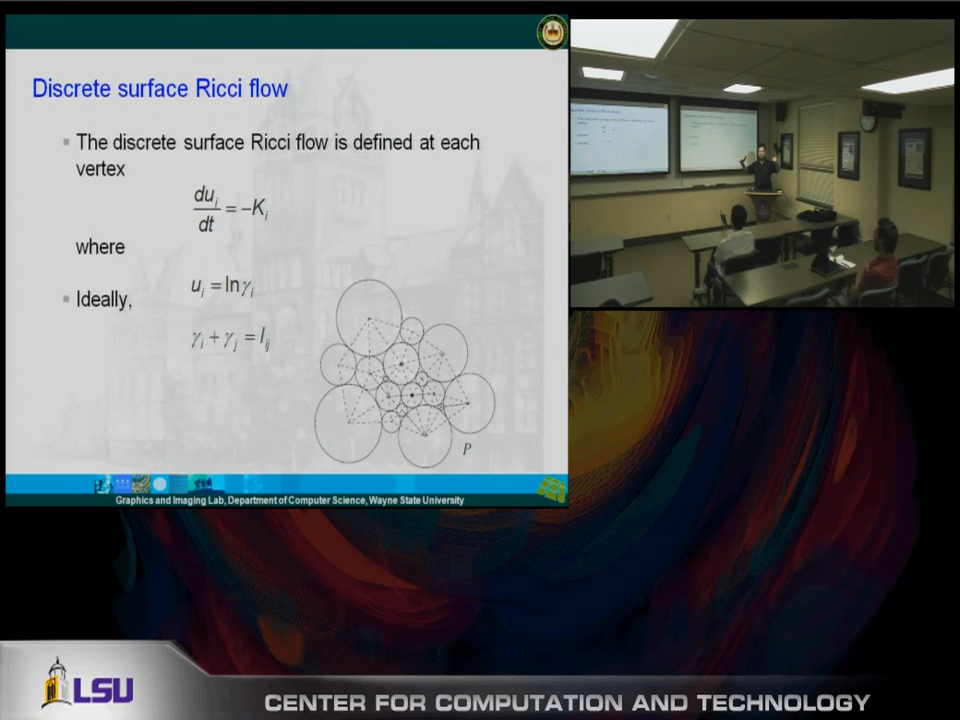 Discrete surface Ricci flow
The discrete surface Ricci flow is defined at each
vertex
du_i/dt = –K_i
where
u_i = lnγ_i
Ideally,
γ_i + γ_j = l_ij
P
Graphics and Imaging Lab, Department of Computer Science, Wayne State University
LSU
CENTER FOR COMPUTATION AND TECHNOLOGY